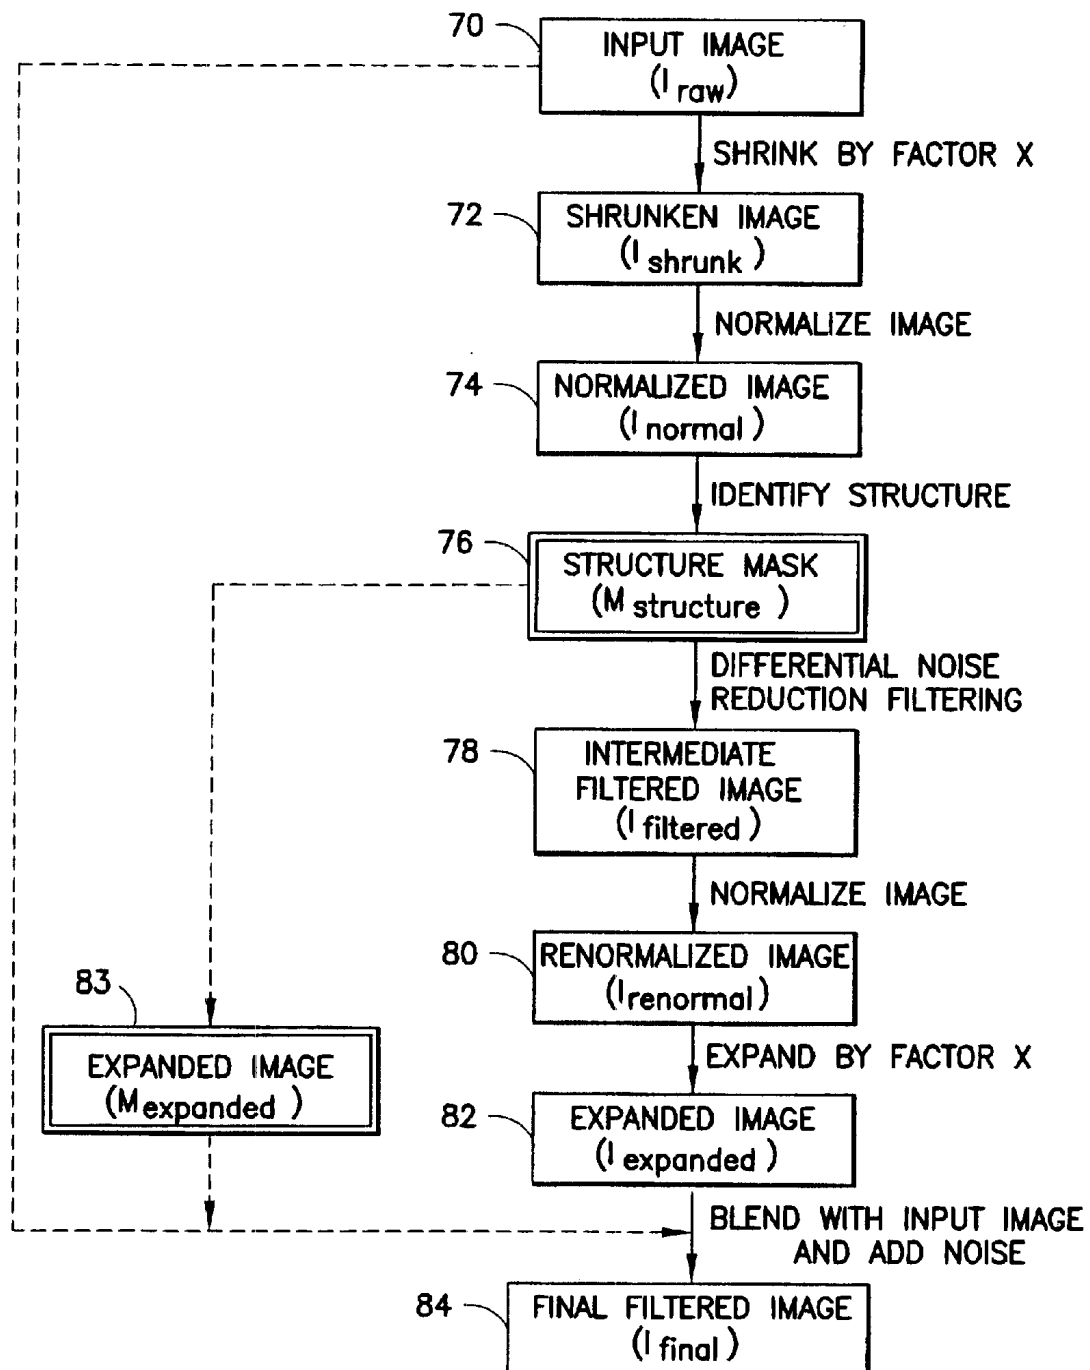 70
INPUT IMAGE
(I raw)
SHRINK BY FACTOR X
72
SHRUNKEN IMAGE
(I shrunk)
NORMALIZE IMAGE
74
NORMALIZED IMAGE
(I normal)
IDENTIFY STRUCTURE
76
STRUCTURE MASK
(M structure)
DIFFERENTIAL NOISE
REDUCTION FILTERING
78
INTERMEDIATE
FILTERED IMAGE
(I filtered)
NORMALIZE IMAGE
80
RENORMALIZED IMAGE
(I renormal)
EXPAND BY FACTOR X
83
EXPANDED IMAGE
(M expanded)
82
EXPANDED IMAGE
(I expanded)
BLEND WITH INPUT IMAGE
AND ADD NOISE
84
FINAL FILTERED IMAGE
(I final)